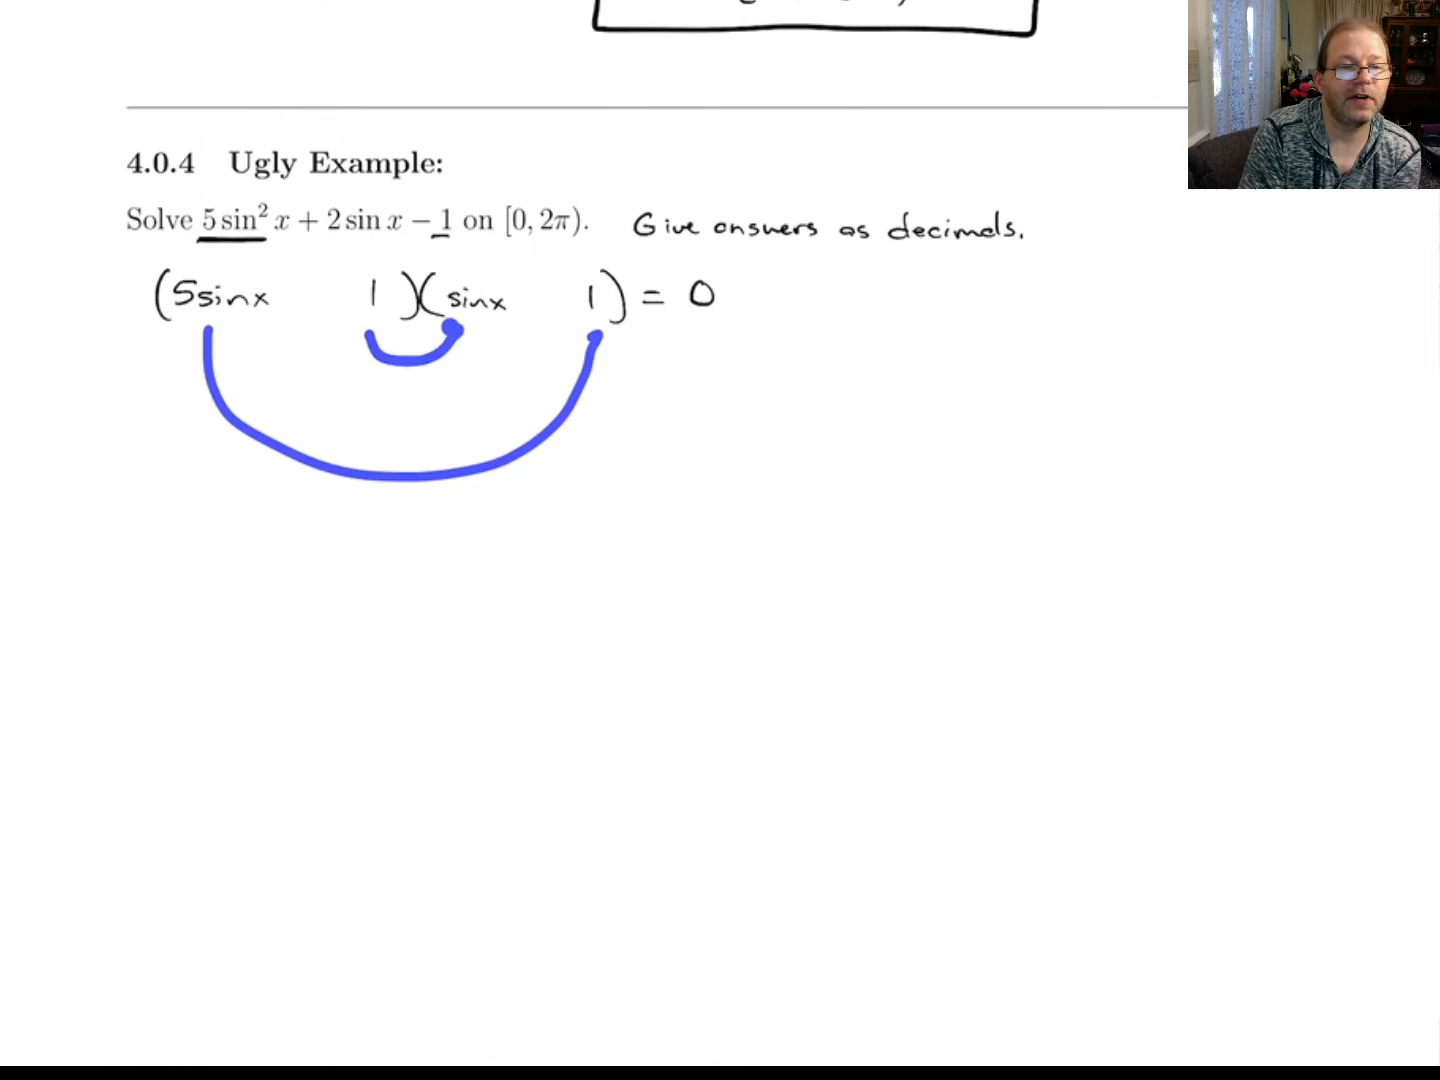 4.0.4 Ugly Example:
Solve 5 sin² x + 2 sin x − 1 on [0, 2π). Give answers as decimals.
(5sinx 1)(sinx 1) = 0